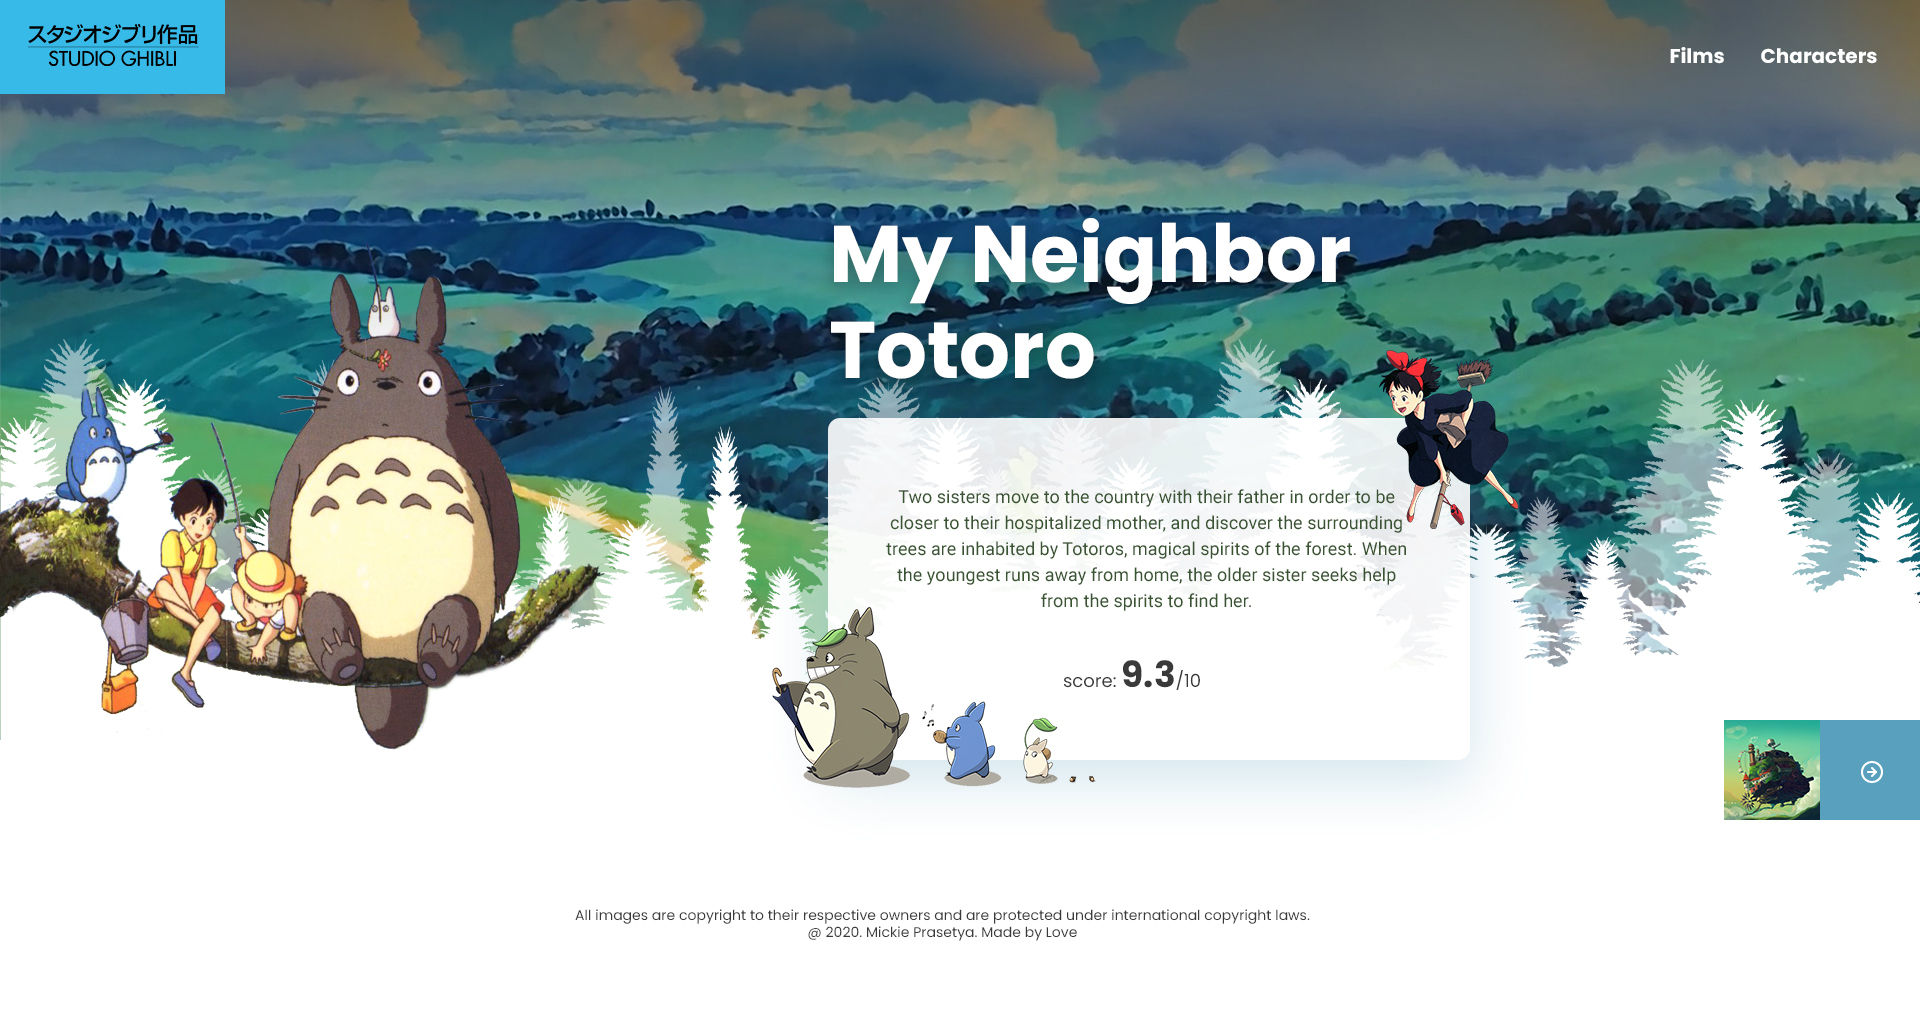 スタジオジブリ作品
STUDIO GHIBLI
Films
Characters
My Neighbor
Totoro
Two sisters move to the country with their father in order to be
closer to their hospitalized mother, and discover the surrounding
trees are inhabited by Totoros, magical spirits of the forest. When
the youngest runs away from home, the older sister seeks help
from the spirits to find her.
score: 9.3/10
All images are copyright to their respective owners and are protected under international copyright laws.
@ 2020. Mickie Prasetya. Made by Love